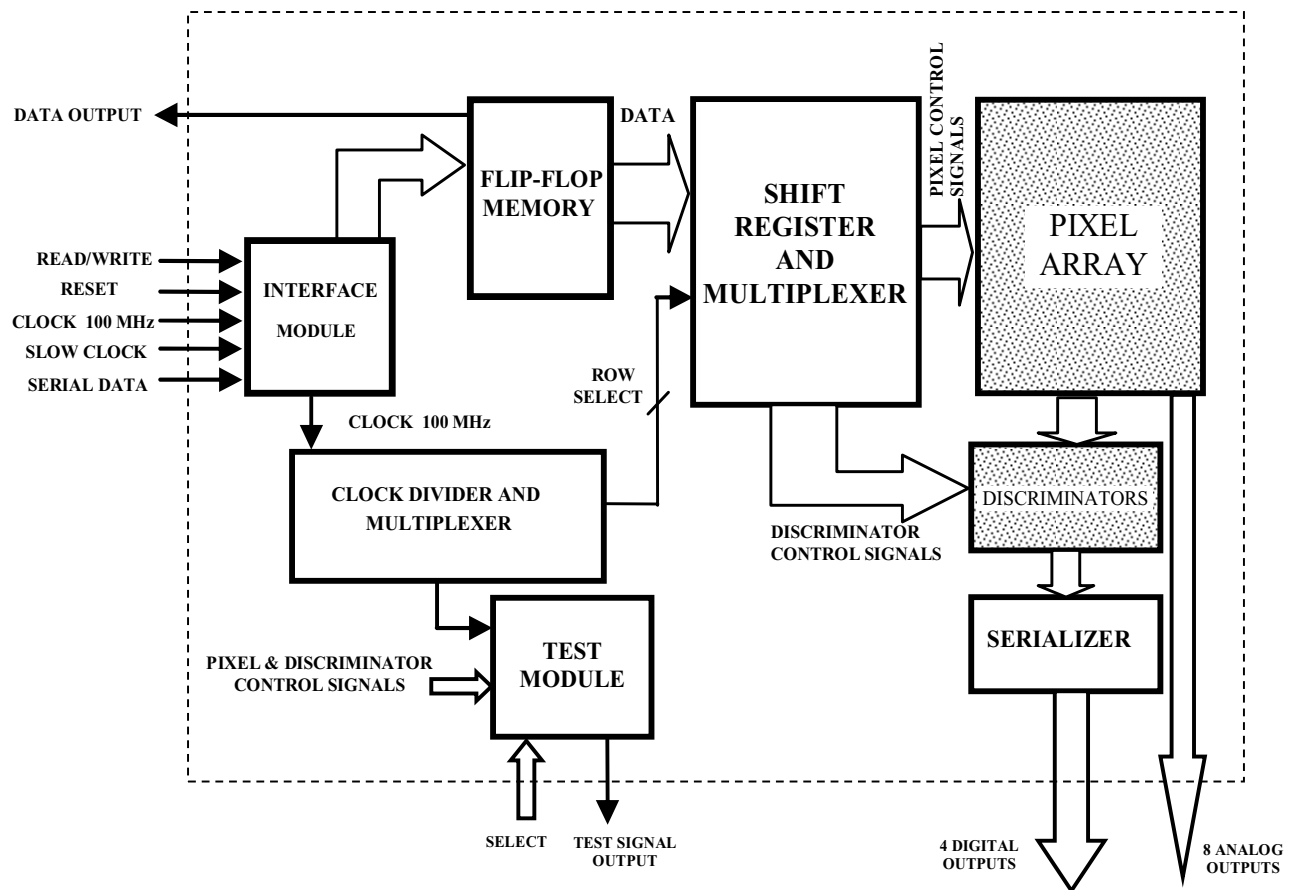 DATA OUTPUT
READ/WRITE
RESET
CLOCK 100 MHz
SLOW CLOCK
SERIAL DATA
INTERFACE
MODULE
FLIP-FLOP
MEMORY
DATA
SHIFT
REGISTER
AND
MULTIPLEXER
PIXEL CONTROL
SIGNALS
PIXEL
ARRAY
ROW
SELECT
CLOCK 100 MHz
CLOCK DIVIDER AND
MULTIPLEXER
DISCRIMINATOR
CONTROL SIGNALS
DISCRIMINATORS
SERIALIZER
PIXEL & DISCRIMINATOR
CONTROL SIGNALS
TEST
MODULE
SELECT
TEST SIGNAL
OUTPUT
4 DIGITAL
OUTPUTS
8 ANALOG
OUTPUTS